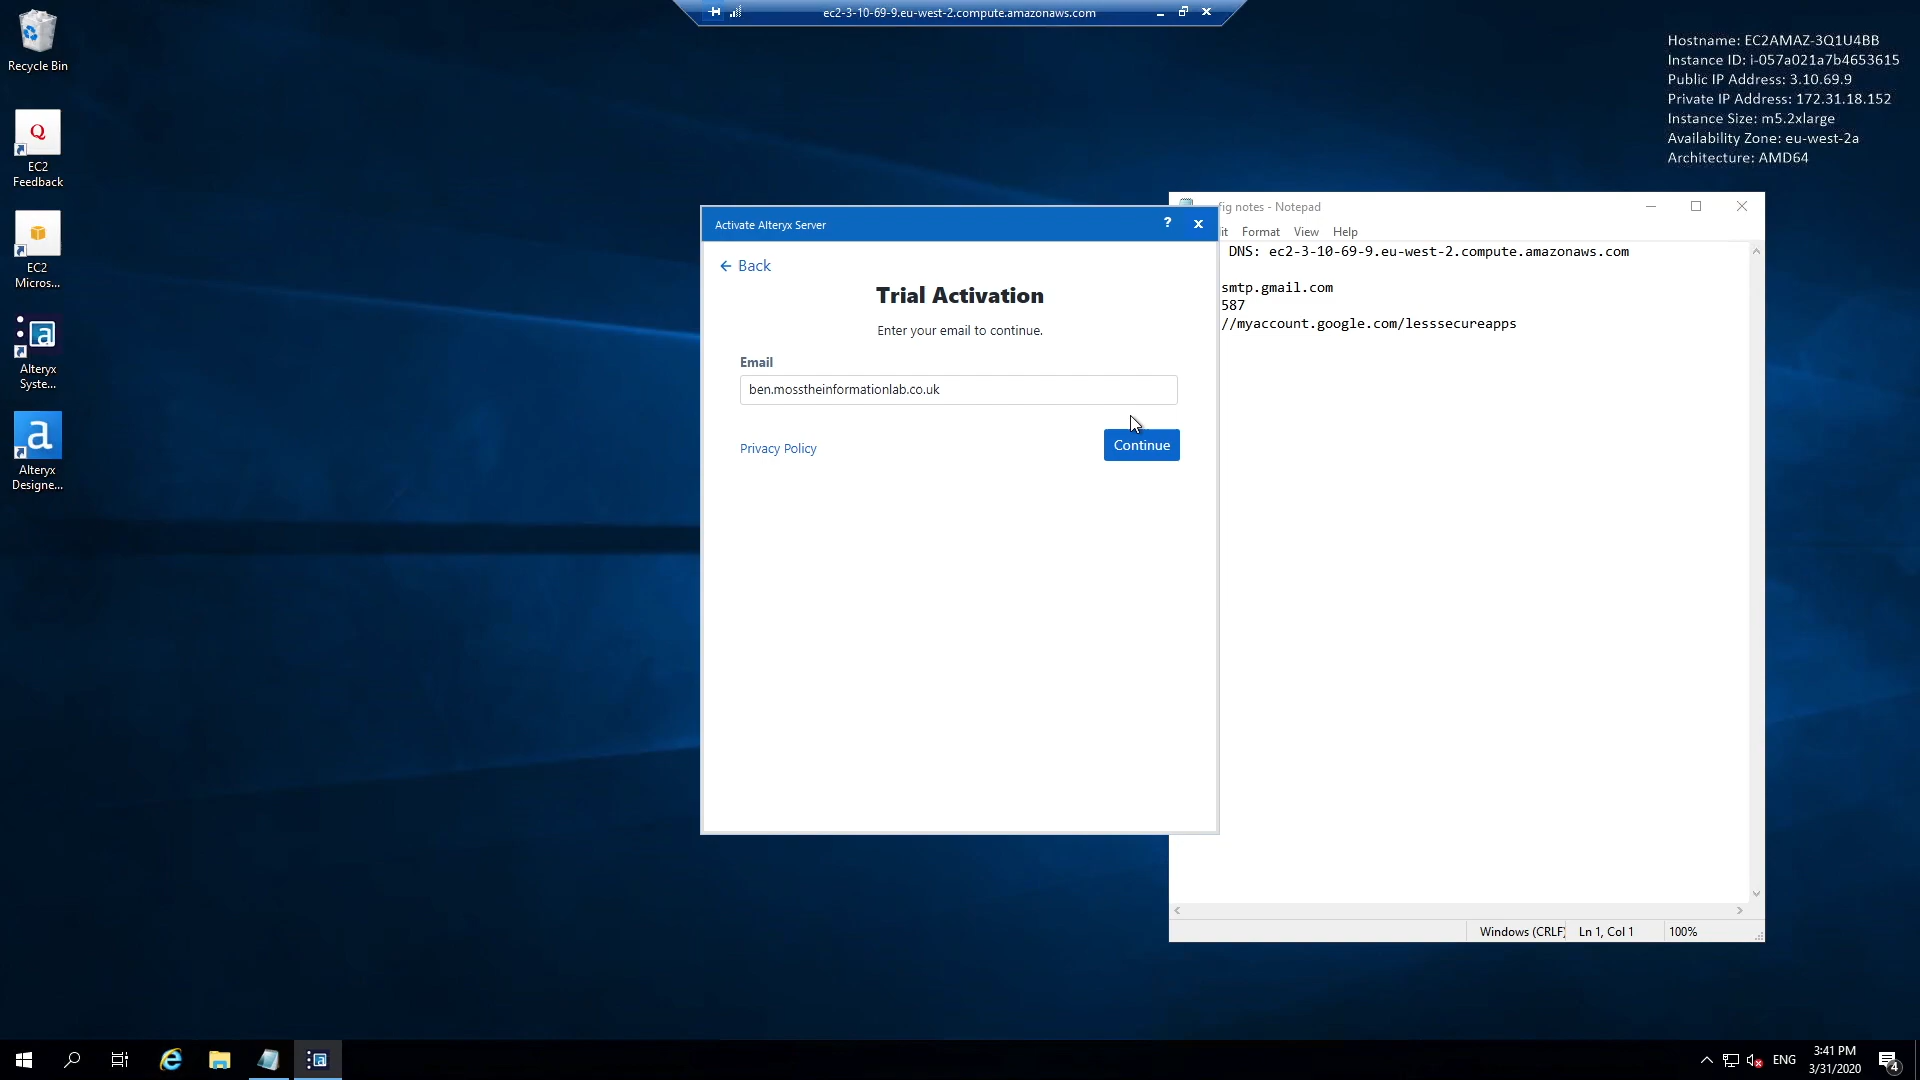 ec2-3-10-69-9.eu-west-2.compute.amazonaws.com
Recycle Bin
EC2
Feedback
EC2
Micros...
Alteryx
Syste...
Alteryx
Designe...
Hostname: EC2AMAZ-3Q1U4BB
Instance ID: i-057a021a7b4653615
Public IP Address: 3.10.69.9
Private IP Address: 172.31.18.152
Instance Size: m5.2xlarge
Availability Zone: eu-west-2a
Architecture: AMD64
Activate Alteryx Server
?
Back
Trial Activation
Enter your email to continue.
Email
ben.mosstheinformationlab.co.uk
Privacy Policy
Continue
fig notes - Notepad
it Format View Help
DNS: ec2-3-10-69-9.eu-west-2.compute.amazonaws.com
smtp.gmail.com
587
//myaccount.google.com/lesssecureapps
Windows (CRLF) Ln 1, Col 1 100%
ENG
3:41 PM
3/31/2020
4